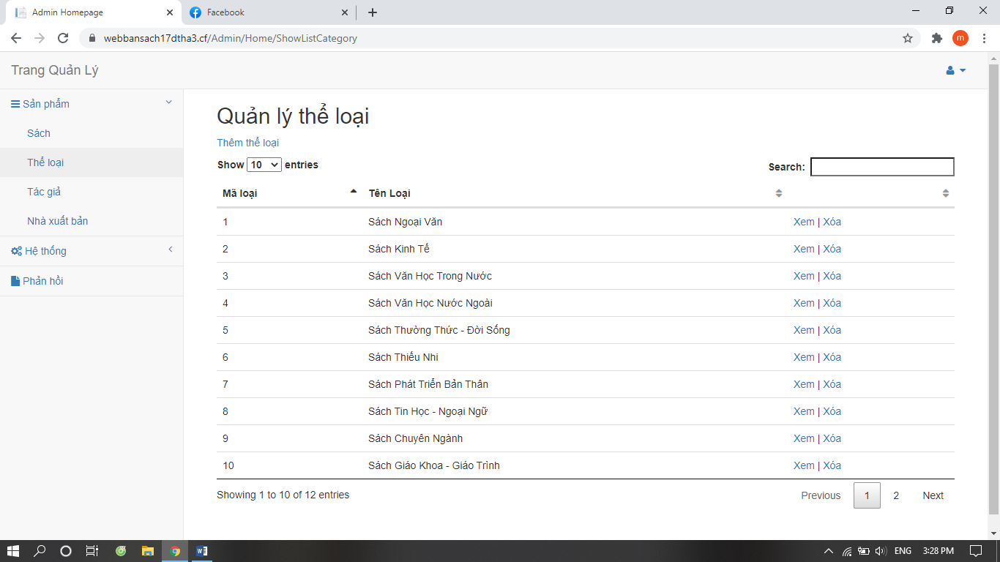 Admin Homepage
Facebook
webbansach17dtha3.cf/Admin/Home/ShowListCategory
m
Trang Quản Lý
Sản phẩm
Sách
Thể loại
Tác giả
Nhà xuất bản
Hệ thống
Phản hồi
Quản lý thể loại
Thêm thể loại
Show 10 entries
Search:
Mã loại Tên Loại
1 Sách Ngoại Văn Xem | Xóa
2 Sách Kinh Tế Xem | Xóa
3 Sách Văn Học Trong Nước Xem | Xóa
4 Sách Văn Học Nước Ngoài Xem | Xóa
5 Sách Thường Thức - Đời Sống Xem | Xóa
6 Sách Thiếu Nhi Xem | Xóa
7 Sách Phát Triển Bản Thân Xem | Xóa
8 Sách Tin Học - Ngoại Ngữ Xem | Xóa
9 Sách Chuyên Ngành Xem | Xóa
10 Sách Giáo Khoa - Giáo Trình Xem | Xóa
Showing 1 to 10 of 12 entries
Previous 1 2 Next
ENG 3:28 PM